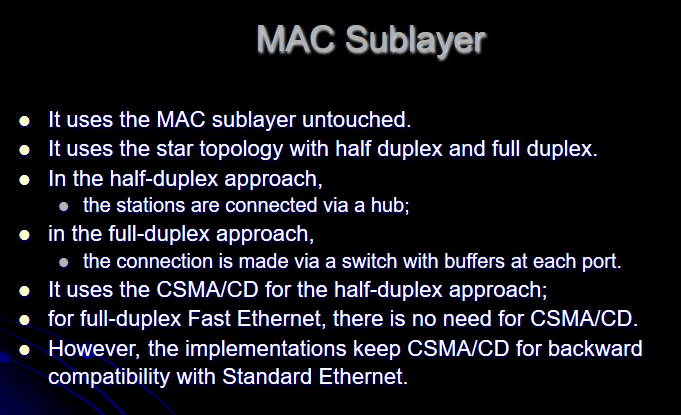 MAC Sublayer
It uses the MAC sublayer untouched.
It uses the star topology with half duplex and full duplex.
In the half-duplex approach,
the stations are connected via a hub;
in the full-duplex approach,
the connection is made via a switch with buffers at each port.
It uses the CSMA/CD for the half-duplex approach;
for full-duplex Fast Ethernet, there is no need for CSMA/CD.
However, the implementations keep CSMA/CD for backward
compatibility with Standard Ethernet.